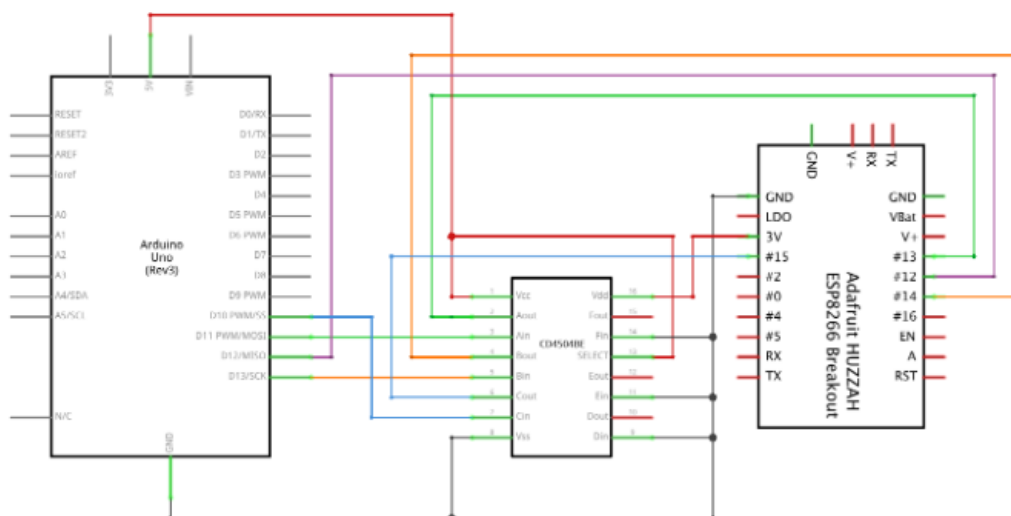 3V3
5V
VIN
RESET
RESET2
AREF
Ioref
A0
A1
A2
A3
A4/SDA
A5/SCL
N/C
Arduino
Uno
(Rev3)
D0/RX
D1/TX
D2
D3 PWM
D4
D5 PWM
D6 PWM
D7
D8
D9 PWM
D10 PWM/SS
D11 PWM/MOSI
D12/MISO
D13/SCK
GND
1
2
3
4
5
6
7
8
Vcc
Aout
Ain
Bout
Bin
Cout
Cin
Vss
CD4504BE
Vdd
Fout
Fin
SELECT
Eout
Ein
Dout
Din
16
15
14
13
12
11
10
9
GND
V+
RX
TX
GND
LDO
3V
#15
#2
#0
#4
#5
RX
TX
Adafruit HUZZAH
ESP8266 Breakout
GND
VBat
V+
#13
#12
#14
#16
EN
A
RST